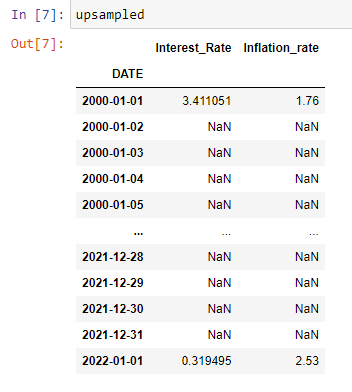 In [7]: upsampled
Out[7]:
Interest_Rate Inflation_rate
DATE
2000-01-01 3.411051 1.76
2000-01-02 NaN NaN
2000-01-03 NaN NaN
2000-01-04 NaN NaN
2000-01-05 NaN NaN
... ... ...
2021-12-28 NaN NaN
2021-12-29 NaN NaN
2021-12-30 NaN NaN
2021-12-31 NaN NaN
2022-01-01 0.319495 2.53